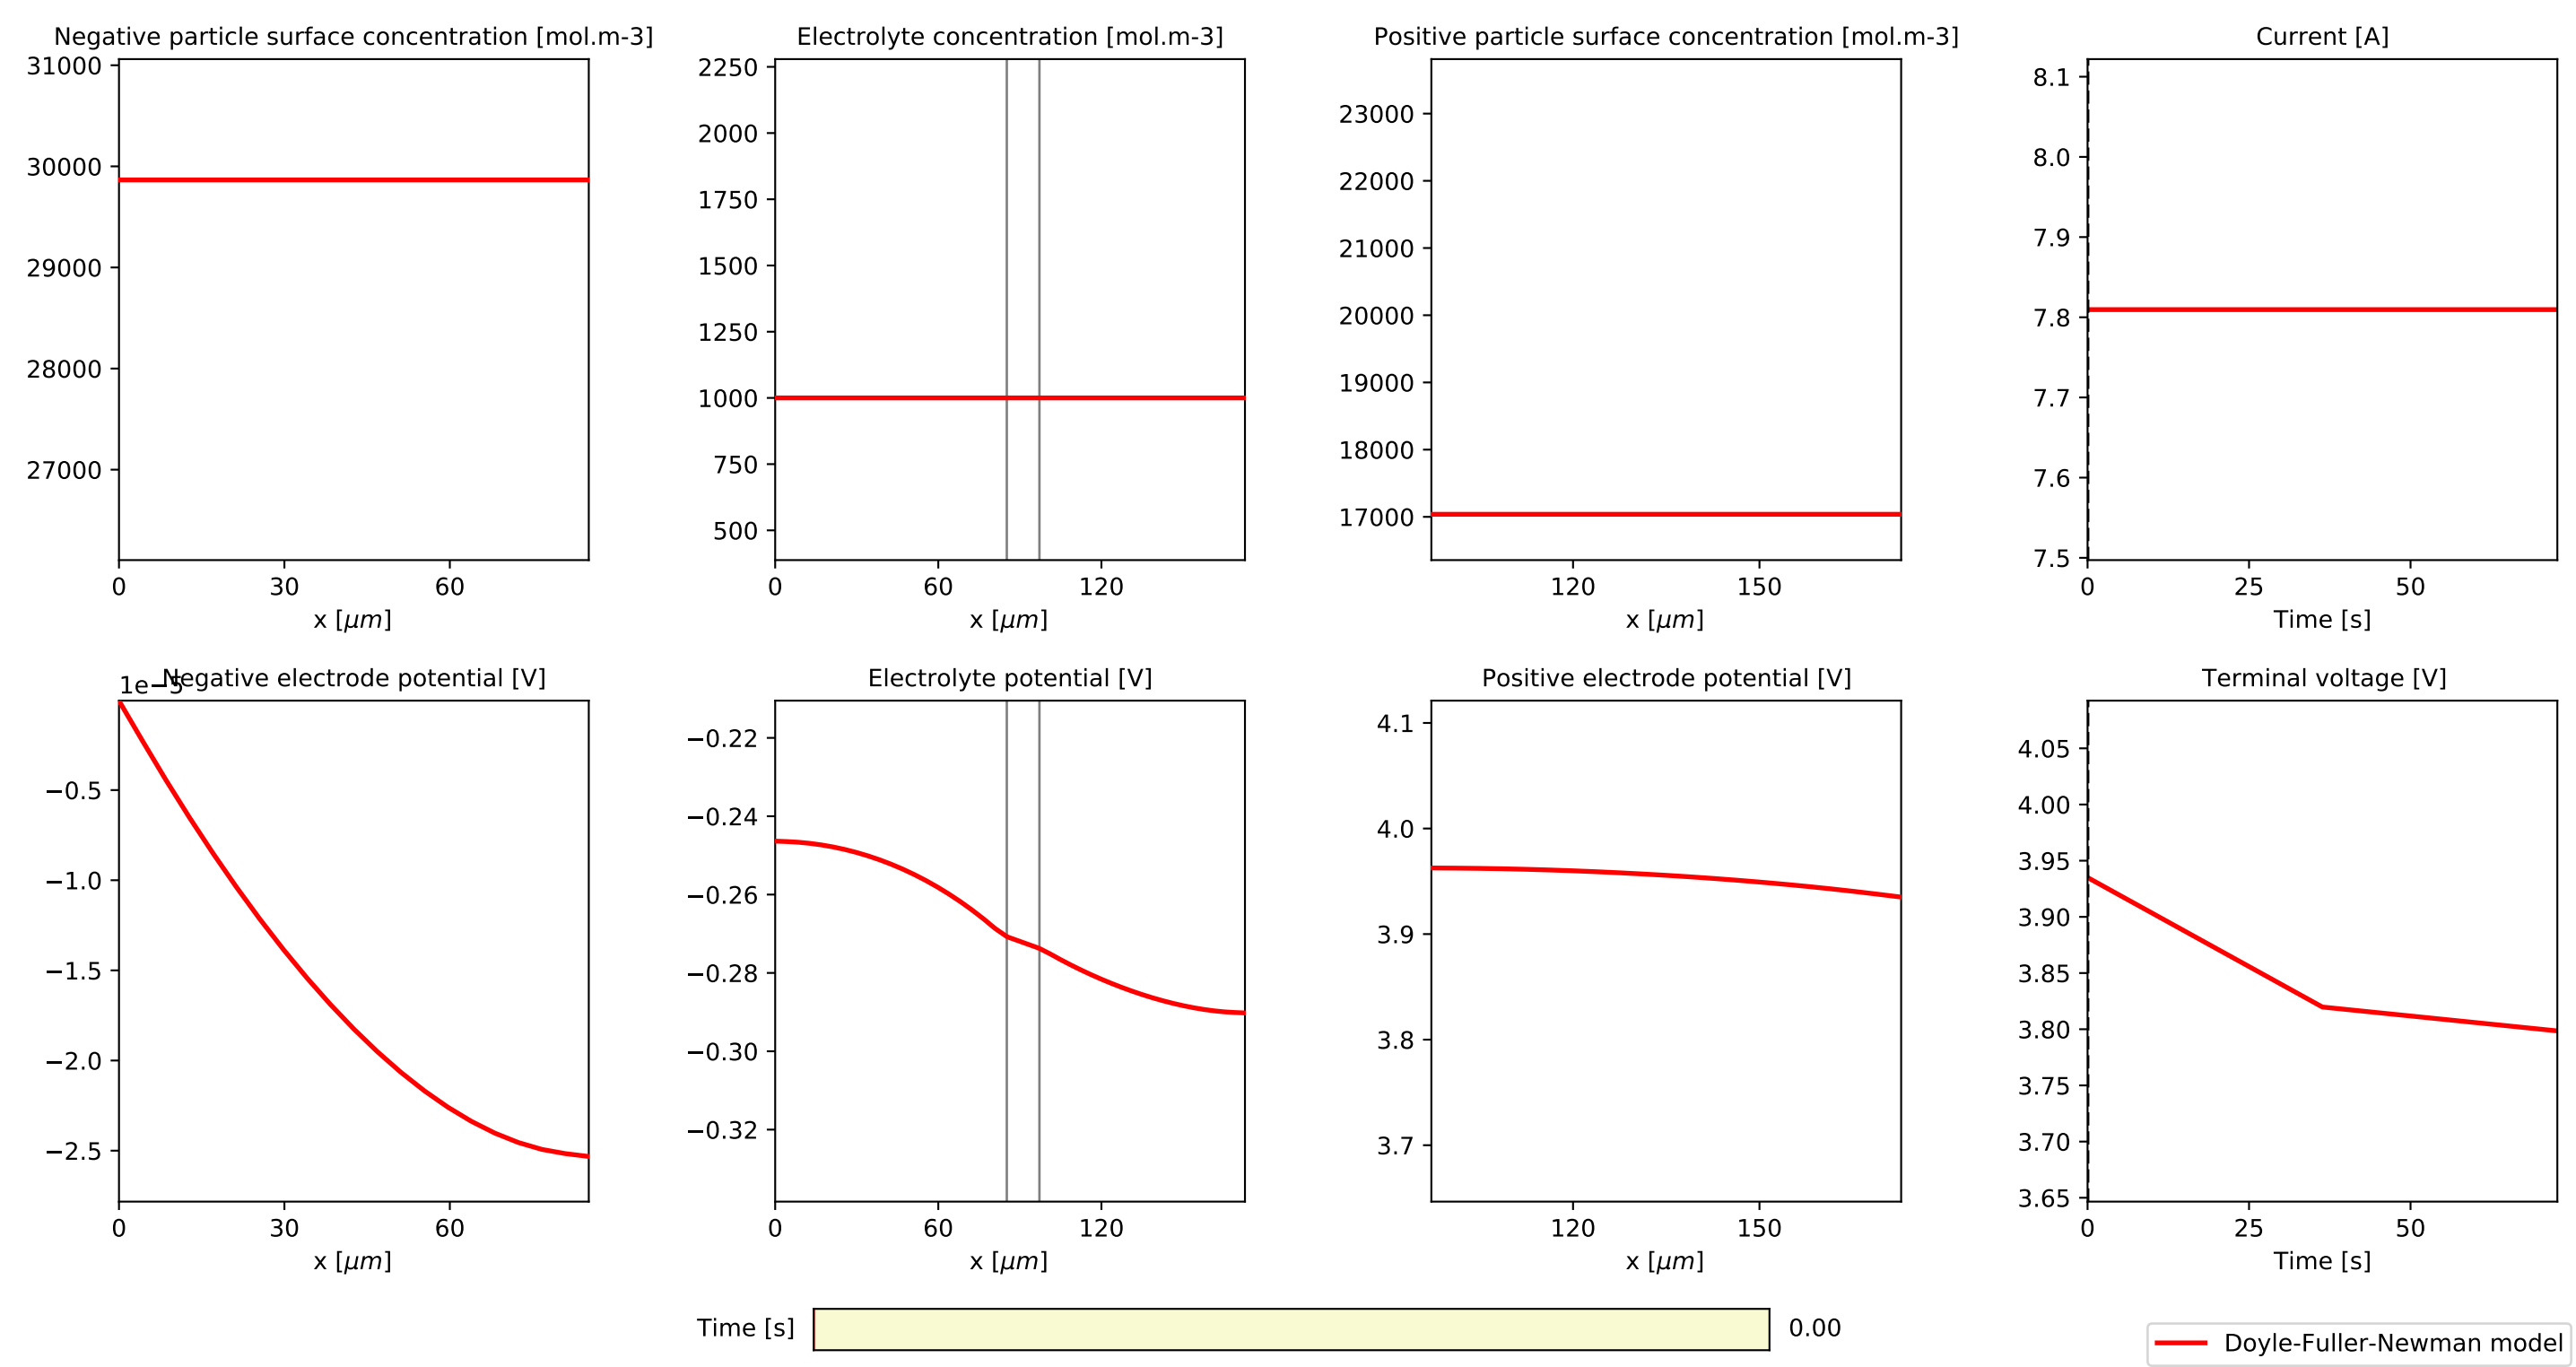 Negative particle surface concentration [mol.m-3]
31000
30000
29000
28000
27000
0 30 60
x [μm]
Electrolyte concentration [mol.m-3]
2250
2000
1750
1500
1250
1000
750
500
0 60 120
x [μm]
Positive particle surface concentration [mol.m-3]
23000
22000
21000
20000
19000
18000
17000
120 150
x [μm]
Current [A]
8.1
8.0
7.9
7.8
7.7
7.6
7.5
0 25 50
Time [s]
Negative electrode potential [V]
1e−5
−0.5
−1.0
−1.5
−2.0
−2.5
0 30 60
x [μm]
Electrolyte potential [V]
−0.22
−0.24
−0.26
−0.28
−0.30
−0.32
0 60 120
x [μm]
Positive electrode potential [V]
4.1
4.0
3.9
3.8
3.7
120 150
x [μm]
Terminal voltage [V]
4.05
4.00
3.95
3.90
3.85
3.80
3.75
3.70
3.65
0 25 50
Time [s]
Time [s] 0.00
Doyle-Fuller-Newman model